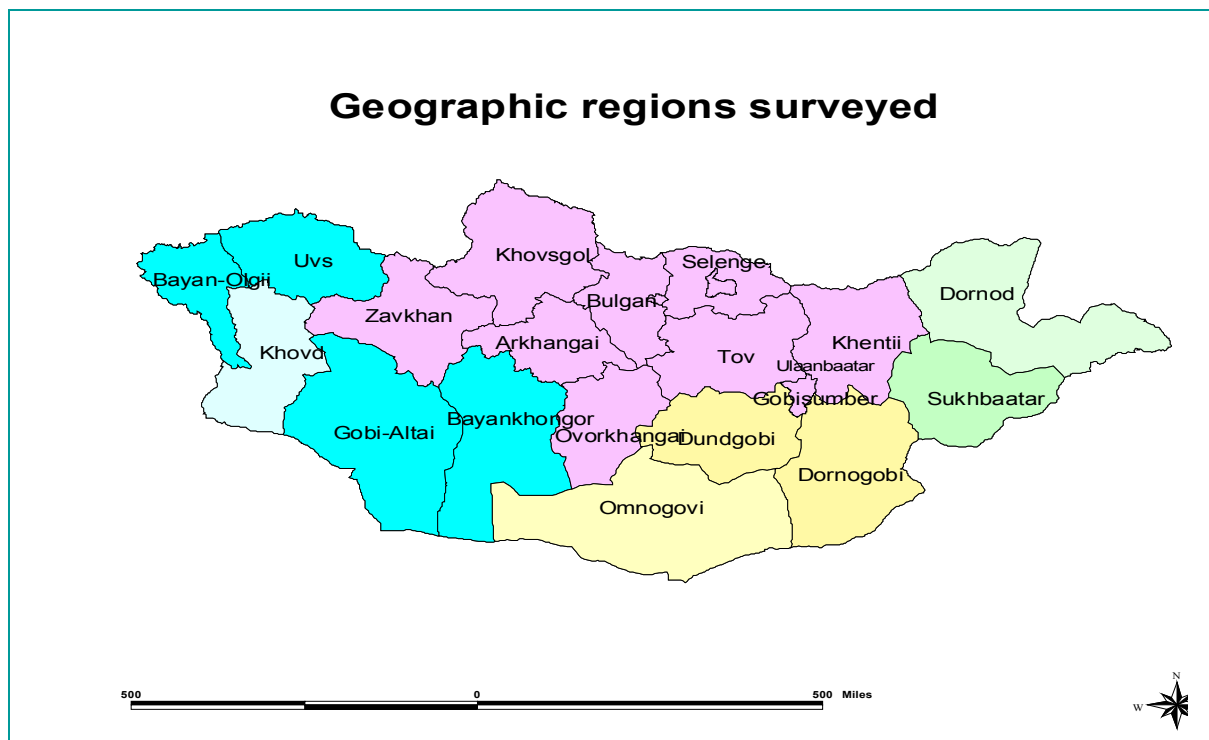 Geographic regions surveyed
Khovsgol
Selenge
Uvs
Bayan-Olgii
Dornod
Bulgan
Zavkhan
Arkhangai
Khentii
Khovd
Tov
Ulaanbaatar
Gobisumber
Sukhbaatar
Bayankhongor
Gobi-Altai
Ovorkhangai
Dundgobi
Dornogobi
Omnogovi
500 0 500 Miles
N
W